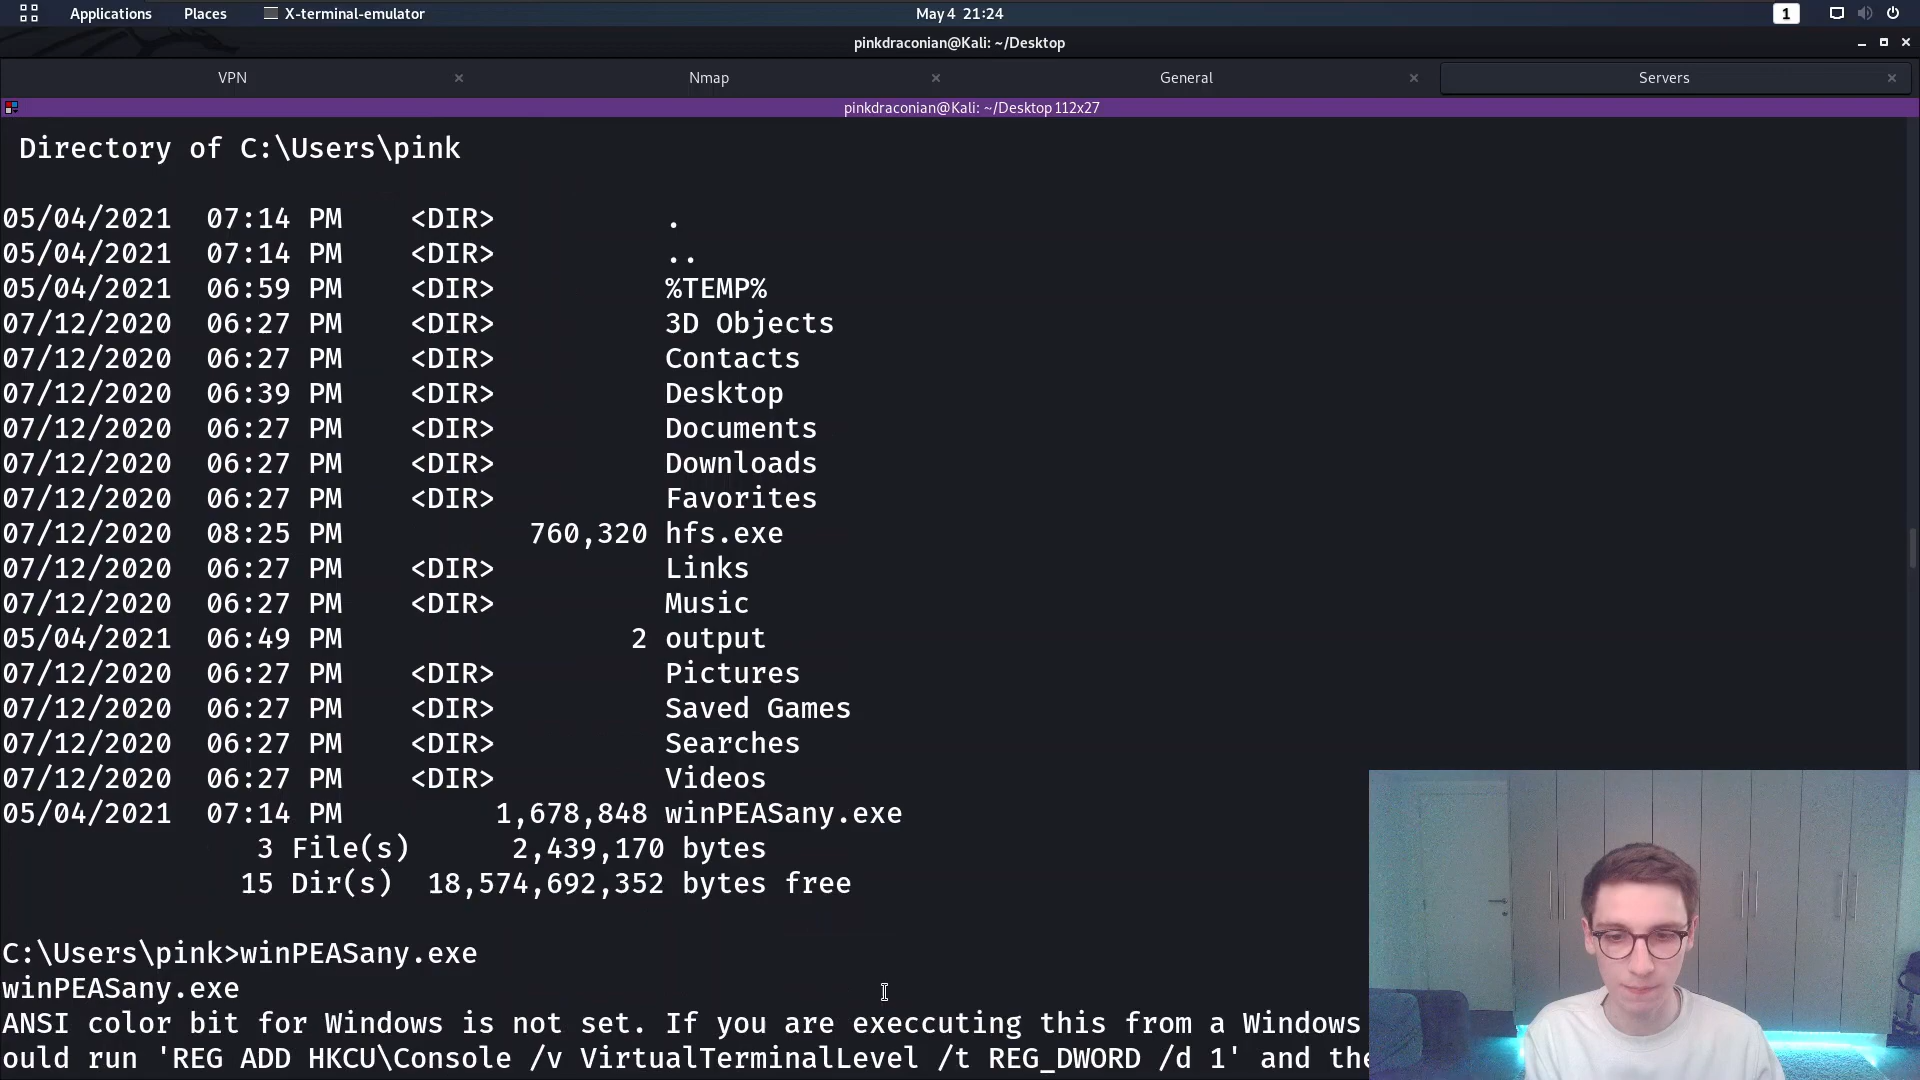 Applications Places X-terminal-emulator May 4 21:24 1
pinkdraconian@Kali: ~/Desktop
VPN Nmap General Servers
pinkdraconian@Kali: ~/Desktop 112x27
Directory of C:\Users\pink
05/04/2021 07:14 PM <DIR> .
05/04/2021 07:14 PM <DIR> ..
05/04/2021 06:59 PM <DIR> %TEMP%
07/12/2020 06:27 PM <DIR> 3D Objects
07/12/2020 06:27 PM <DIR> Contacts
07/12/2020 06:39 PM <DIR> Desktop
07/12/2020 06:27 PM <DIR> Documents
07/12/2020 06:27 PM <DIR> Downloads
07/12/2020 06:27 PM <DIR> Favorites
07/12/2020 08:25 PM 760,320 hfs.exe
07/12/2020 06:27 PM <DIR> Links
07/12/2020 06:27 PM <DIR> Music
05/04/2021 06:49 PM 2 output
07/12/2020 06:27 PM <DIR> Pictures
07/12/2020 06:27 PM <DIR> Saved Games
07/12/2020 06:27 PM <DIR> Searches
07/12/2020 06:27 PM <DIR> Videos
05/04/2021 07:14 PM 1,678,848 winPEASany.exe
3 File(s) 2,439,170 bytes
15 Dir(s) 18,574,692,352 bytes free
C:\Users\pink>winPEASany.exe
winPEASany.exe
ANSI color bit for Windows is not set. If you are execcuting this from a Windows
ould run 'REG ADD HKCU\Console /v VirtualTerminalLevel /t REG_DWORD /d 1' and the